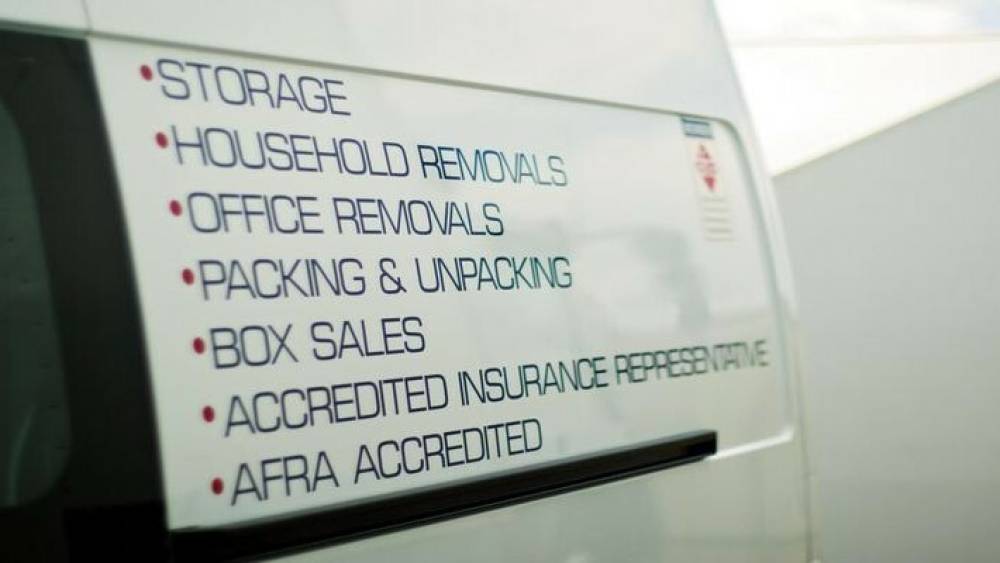 •STORAGE
•HOUSEHOLD REMOVALS
•OFFICE REMOVALS
•PACKING & UNPACKING
•BOX SALES
•ACCREDITED INSURANCE REPRESENTATIVE
•AFRA ACCREDITED